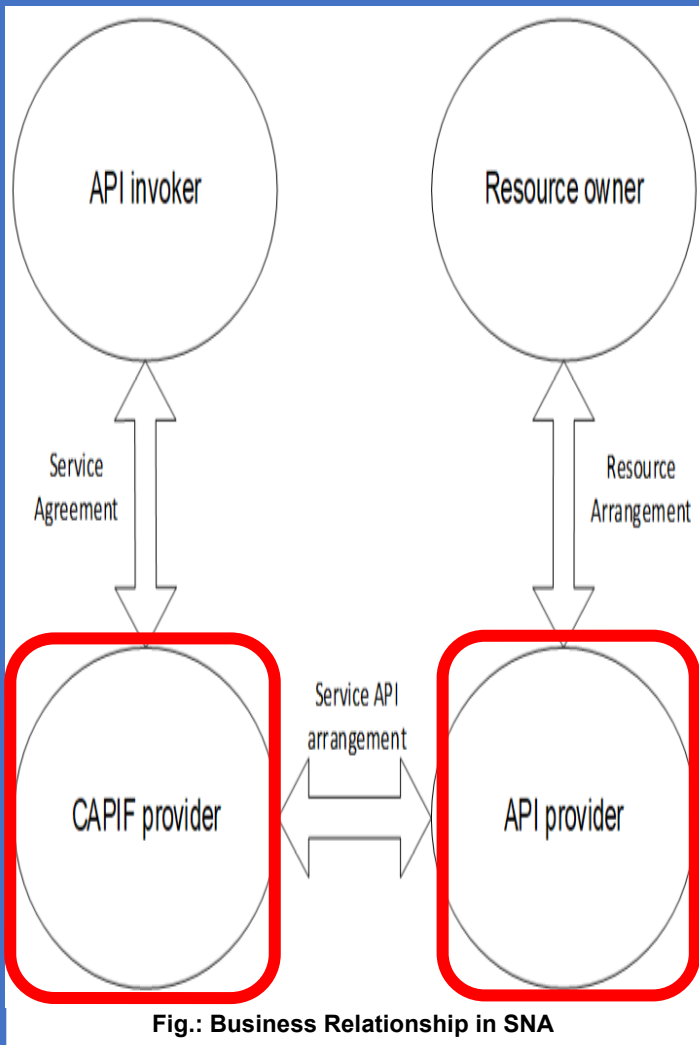 API invoker
Resource owner
Service
Agreement
Resource
Arrangement
Service API
arrangement
CAPIF provider
API provider
Fig.: Business Relationship in SNA